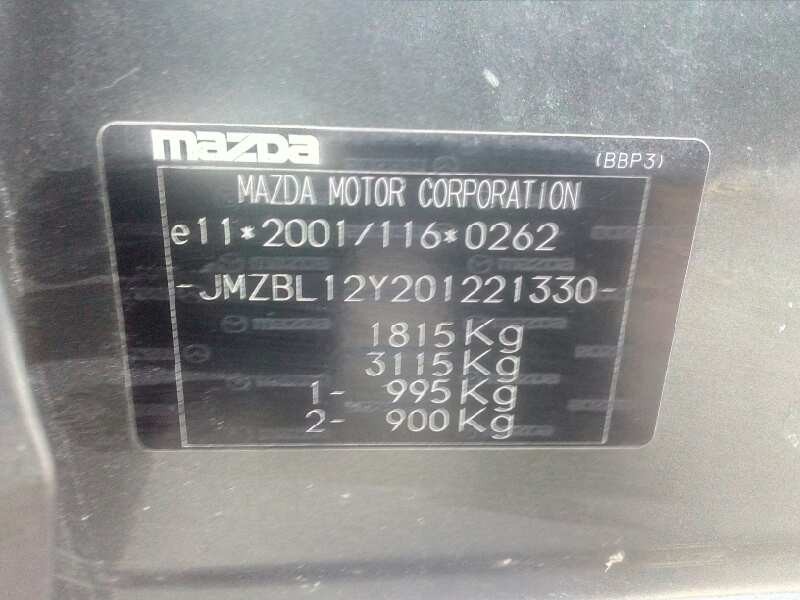 mazda
(BBP3)
MAZDA MOTOR CORPORATION
e11*2001/116*0262
-JMZBL12Y201221330-
1815Kg
3115Kg
1- 995Kg
2- 900Kg